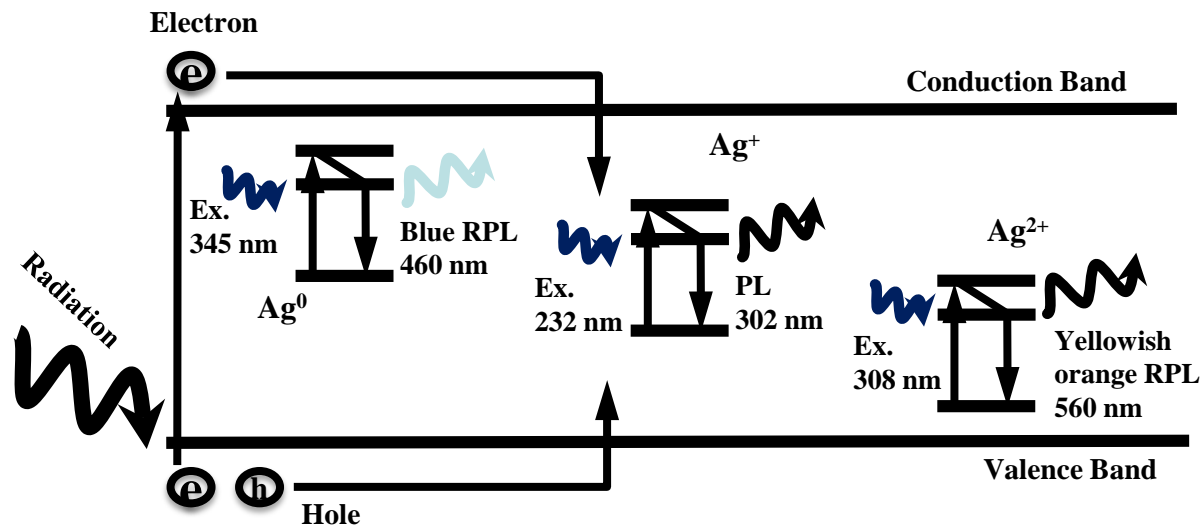 Electron
e
Conduction Band
Ag⁺
Ex.
345 nm
Blue RPL
460 nm
Ag⁰
Ex.
232 nm
PL
302 nm
Ag²⁺
Ex.
308 nm
Yellowish
orange RPL
560 nm
Radiation
Valence Band
e
h
Hole